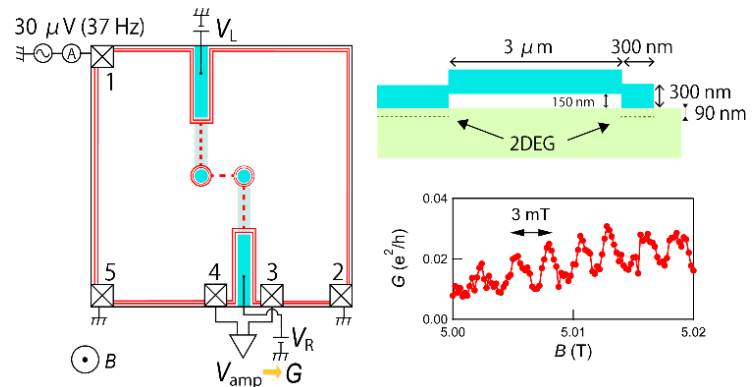 30 μV (37 Hz)
A
V_L
1
5
4
3
2
B
V_R
V_amp → G
3 μm
300 nm
300 nm
150 nm
90 nm
2DEG
0.04
0.02
0.00
G (e²/h)
3 mT
5.00
5.01
5.02
B (T)